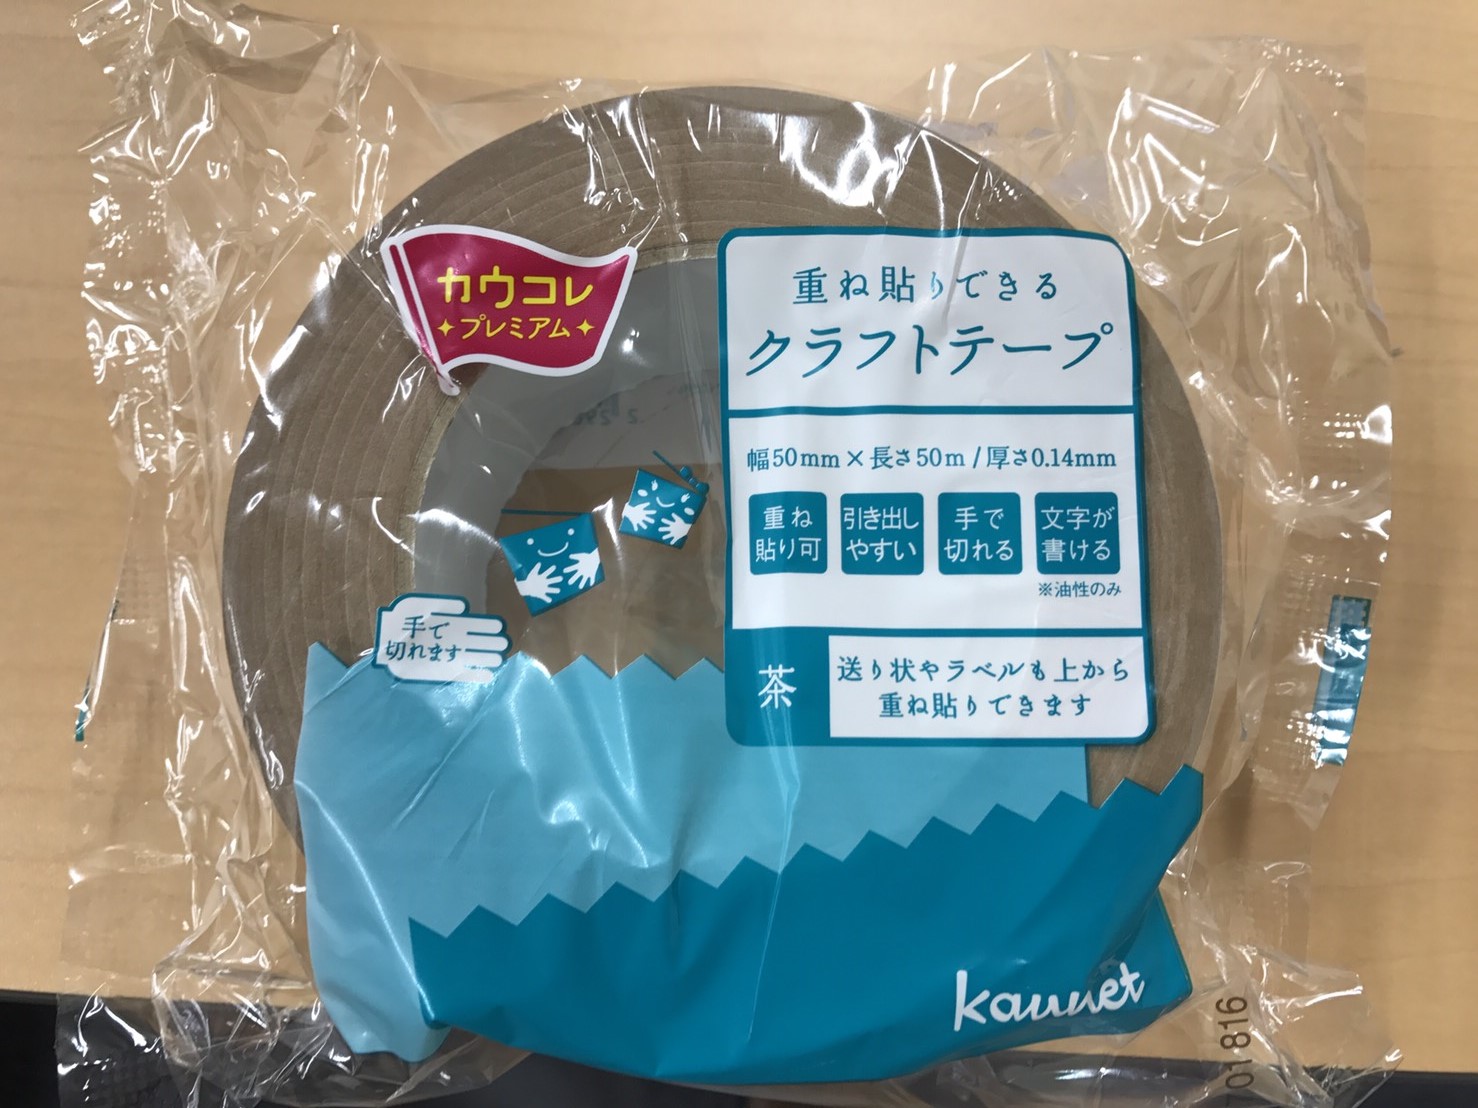 カウコレ
プレミアム
重ね貼りできる
クラフトテープ
幅50mm×長さ50m/厚さ0.14mm
重ね
貼り可
引き出し
やすい
手で
切れる
文字が
書ける
※油性のみ
手で
切れます
茶
送り状やラベルも上から
重ね貼りできます
kaunet
01816